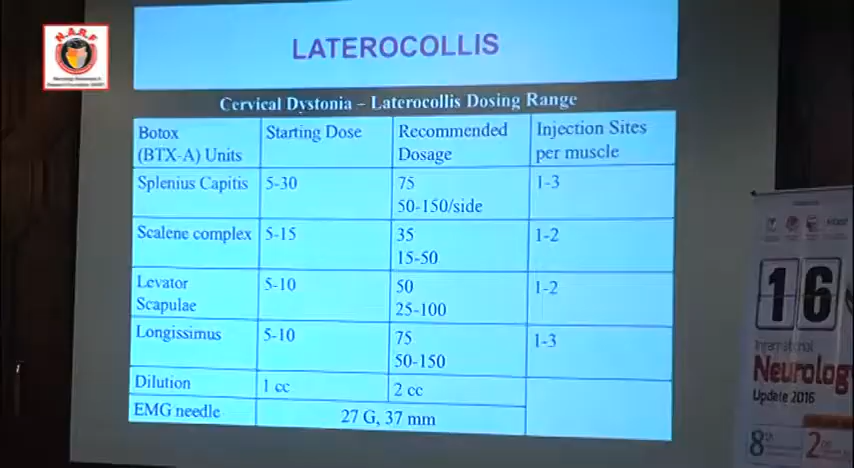 N.A.R.F
LATEROCOLLIS
Cervical Dystonia – Laterocollis Dosing Range
Botox (BTX-A) Units Starting Dose Recommended Dosage Injection Sites per muscle
Splenius Capitis 5-30 75 50-150/side 1-3
Scalene complex 5-15 35 15-50 1-2
Levator Scapulae 5-10 50 25-100 1-2
Longissimus 5-10 75 50-150 1-3
Dilution 1 cc 2 cc
EMG needle 27 G, 37 mm
16
International
Neurolog
Update 2016
8th 2